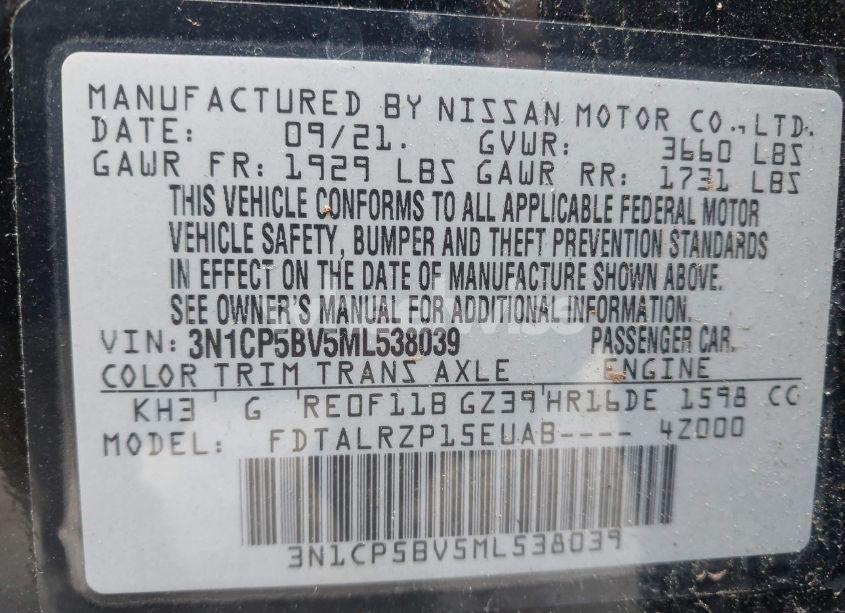 MANUFACTURED BY NISSAN MOTOR CO., LTD.
DATE: 09/21. GVWR: 3660 LBS
GAWR FR: 1929 LBS GAWR RR: 1731 LBS
THIS VEHICLE CONFORMS TO ALL APPLICABLE FEDERAL MOTOR
VEHICLE SAFETY, BUMPER AND THEFT PREVENTION STANDARDS
IN EFFECT ON THE DATE OF MANUFACTURE SHOWN ABOVE.
SEE OWNER'S MANUAL FOR ADDITIONAL INFORMATION.
VIN: 3N1CP5BV5ML538039 PASSENGER CAR.
COLOR TRIM TRANS AXLE ENGINE
KH3 G RE0F11B GZ39 HR16DE 1598 CC
MODEL: FDTALRZP15EUAB---- 4Z000
3N1CP5BV5ML538039